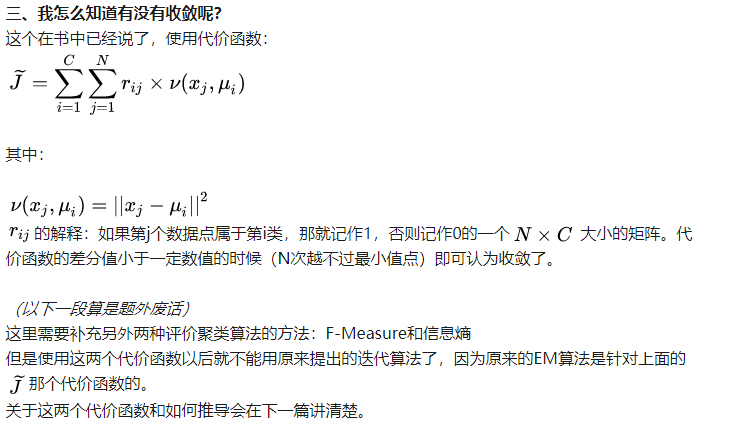 三、我怎么知道有没有收敛呢？
这个在书中已经说了，使用代价函数：
$\widetilde{J} = \sum_{i=1}^{C} \sum_{j=1}^{N} r_{ij} \times \nu(x_j, \mu_i)$
其中：
$\nu(x_j, \mu_i) = ||x_j - \mu_i||^2$
$r_{ij}$ 的解释：如果第j个数据点属于第i类，那就记作1，否则记作0的一个 $N \times C$ 大小的矩阵。代
价函数的差分值小于一定数值的时候（N次越不过最小值点）即可认为收敛了。
（以下一段算是题外废话）
这里需要补充另外两种评价聚类算法的方法：F-Measure和信息熵
但是使用这两个代价函数以后就不能用原来提出的迭代算法了，因为原来的EM算法是针对上面的
$\widetilde{J}$ 那个代价函数的。
关于这两个代价函数和如何推导会在下一篇讲清楚。